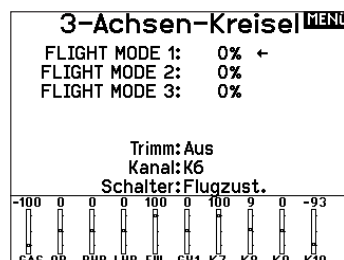 3-Achsen-Kreisel MENÜ
FLIGHT MODE 1: 0% ←
FLIGHT MODE 2: 0%
FLIGHT MODE 3: 0%
Trimm: Aus
Kanal: K6
Schalter: Flugzust.
-100 0 0 0 100 0 100 9 0 -93